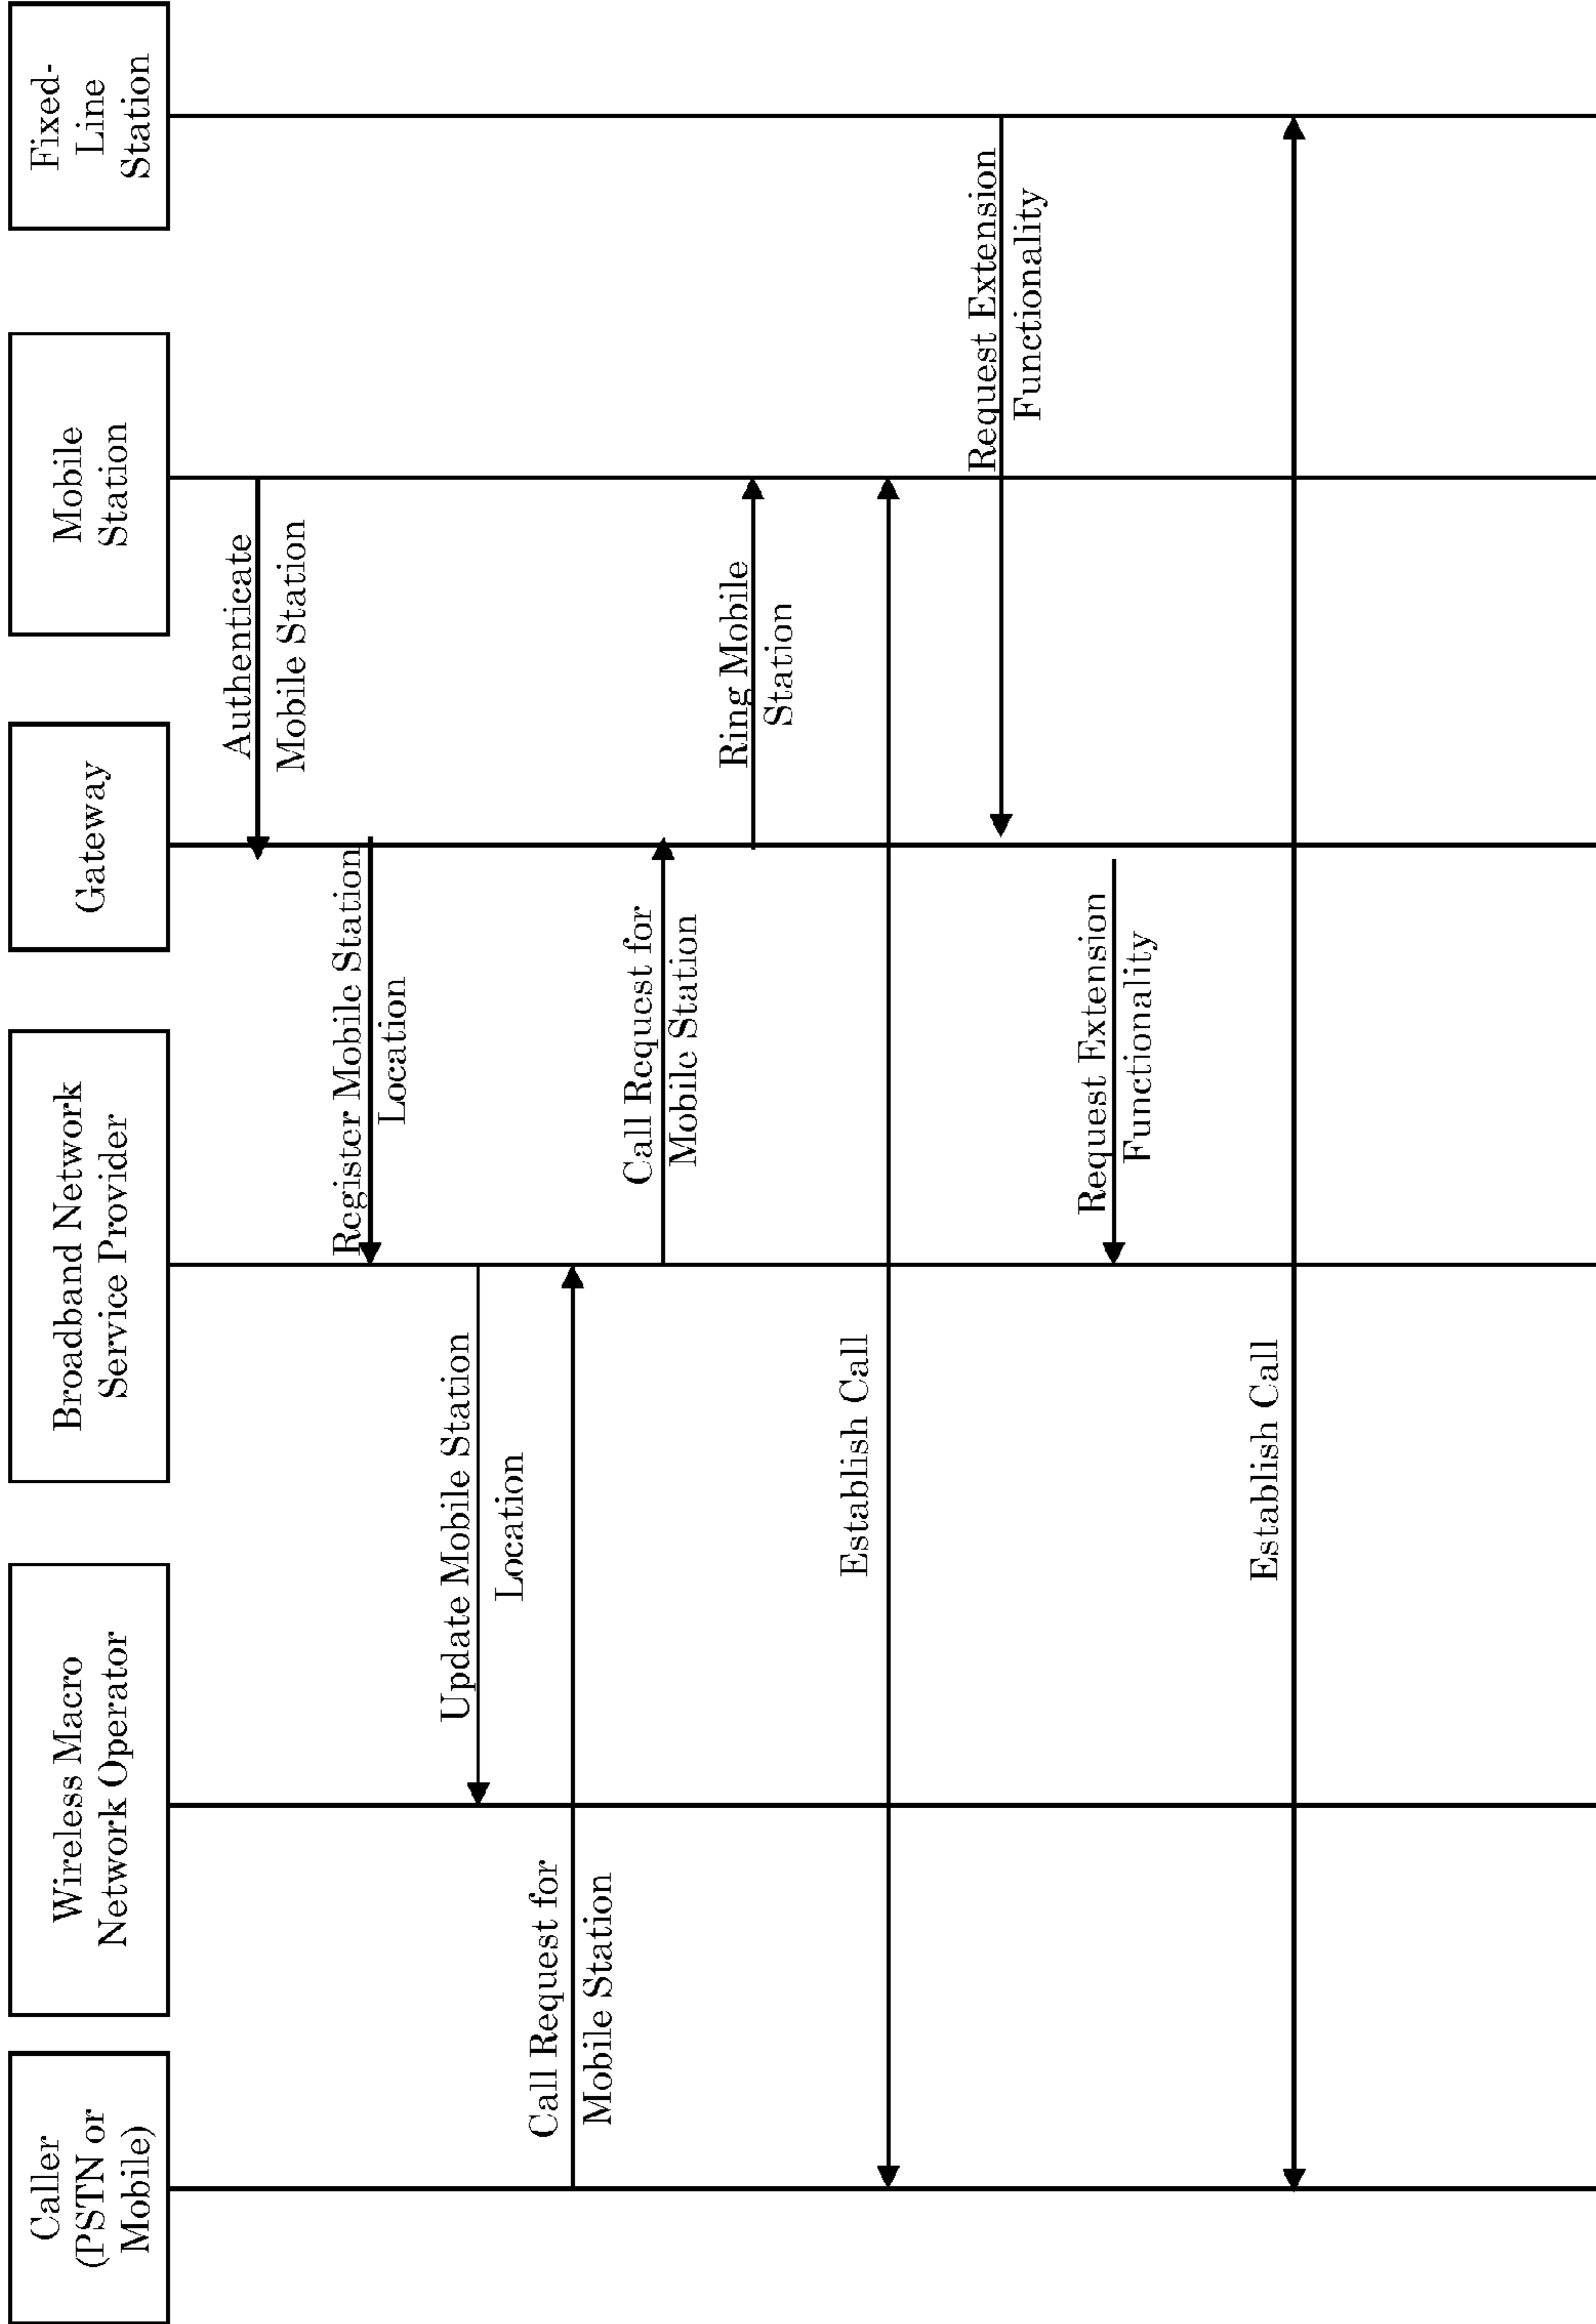 Caller
(PSTN or
Mobile)
Wireless Macro
Network Operator
Broadband Network
Service Provider
Gateway
Mobile
Station
Fixed-
Line
Station
Authenticate
Mobile Station
Register Mobile Station
Location
Update Mobile Station
Location
Call Request for
Mobile Station
Call Request for
Mobile Station
Ring Mobile
Station
Establish Call
Request Extension
Functionality
Request Extension
Functionality
Establish Call